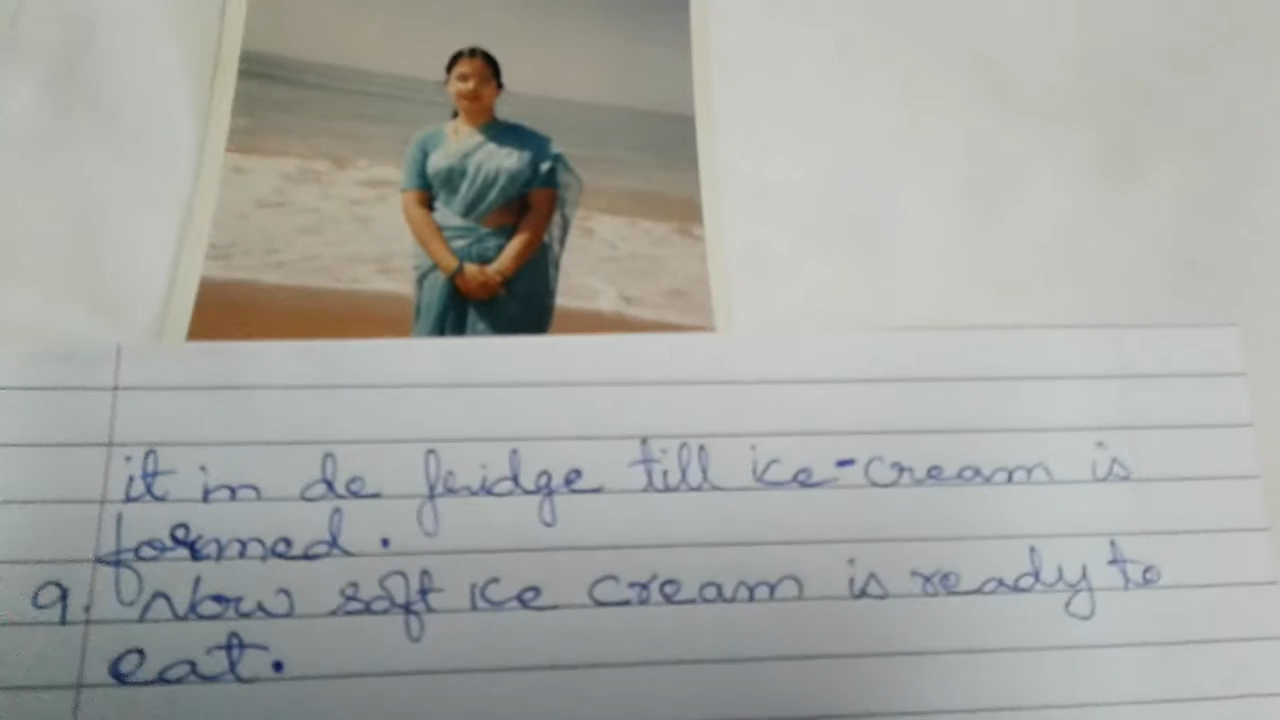 it in de fridge till ice-cream is
formed.
9. Now soft ice cream is ready to
eat.